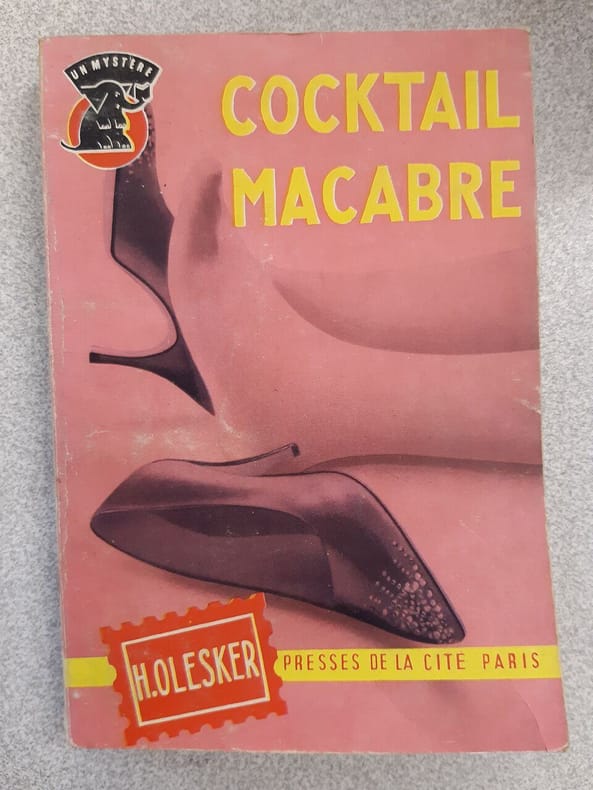 UN MYSTÈRE
COCKTAIL
MACABRE
H.OLESKER
PRESSES DE LA CITE PARIS